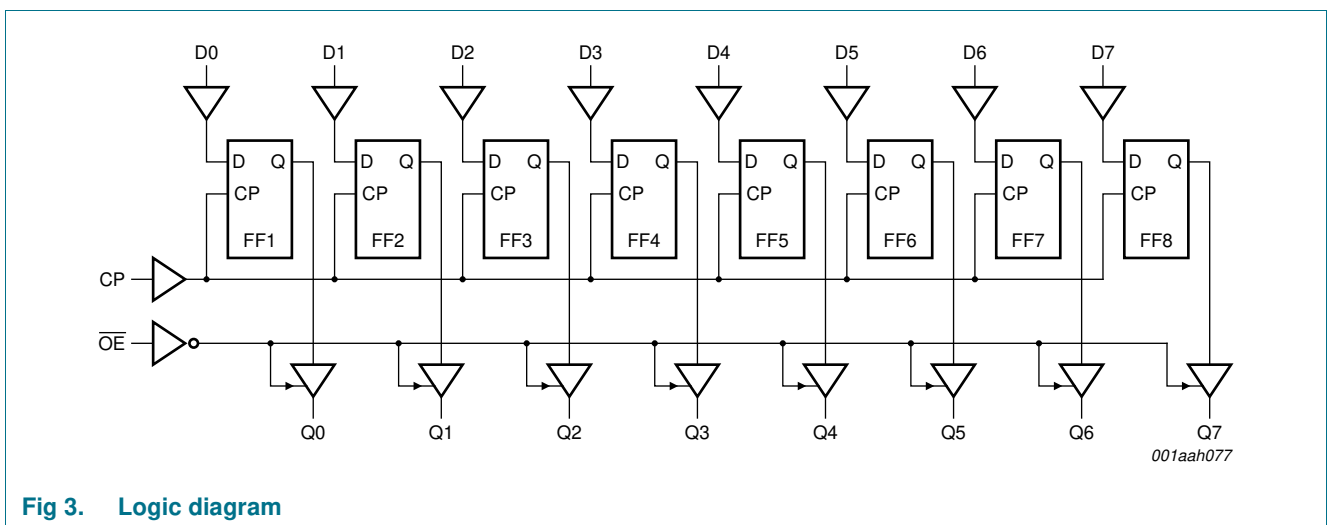 D0 D1 D2 D3 D4 D5 D6 D7
D Q D Q D Q D Q D Q D Q D Q D Q
CP CP CP CP CP CP CP CP
FF1 FF2 FF3 FF4 FF5 FF6 FF7 FF8
CP
O̅E̅
Q0 Q1 Q2 Q3 Q4 Q5 Q6 Q7
001aah077
Fig 3. Logic diagram